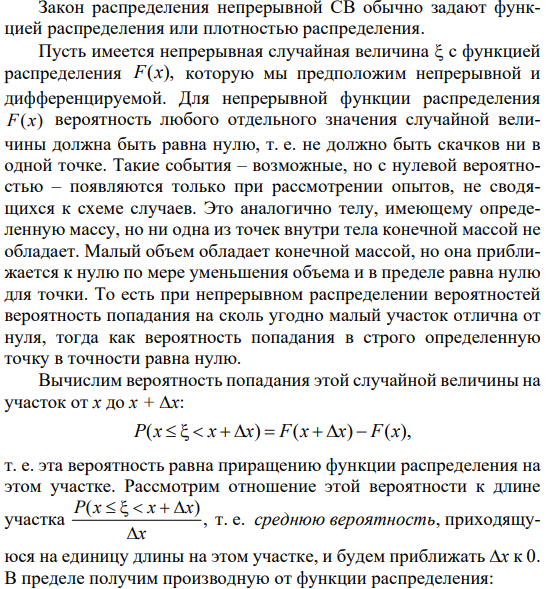 Закон распределения непрерывной СВ обычно задают функ-
цией распределения или плотностью распределения.
Пусть имеется непрерывная случайная величина ξ с функцией
распределения F(x), которую мы предположим непрерывной и
дифференцируемой. Для непрерывной функции распределения
F(x) вероятность любого отдельного значения случайной вели-
чины должна быть равна нулю, т. е. не должно быть скачков ни в
одной точке. Такие события – возможные, но с нулевой вероятно-
стью – появляются только при рассмотрении опытов, не сводя-
щихся к схеме случаев. Это аналогично телу, имеющему опреде-
ленную массу, но ни одна из точек внутри тела конечной массой не
обладает. Малый объем обладает конечной массой, но она прибли-
жается к нулю по мере уменьшения объема и в пределе равна нулю
для точки. То есть при непрерывном распределении вероятностей
вероятность попадания на сколь угодно малый участок отлична от
нуля, тогда как вероятность попадания в строго определенную
точку в точности равна нулю.
Вычислим вероятность попадания этой случайной величины на
участок от x до x + Δx:
P(x ≤ ξ < x + Δx) = F(x + Δx) − F(x),
т. е. эта вероятность равна приращению функции распределения на
этом участке. Рассмотрим отношение этой вероятности к длине
участка P(x ≤ ξ < x + Δx)/Δx, т. е. среднюю вероятность, приходящу-
юся на единицу длины на этом участке, и будем приближать Δx к 0.
В пределе получим производную от функции распределения: